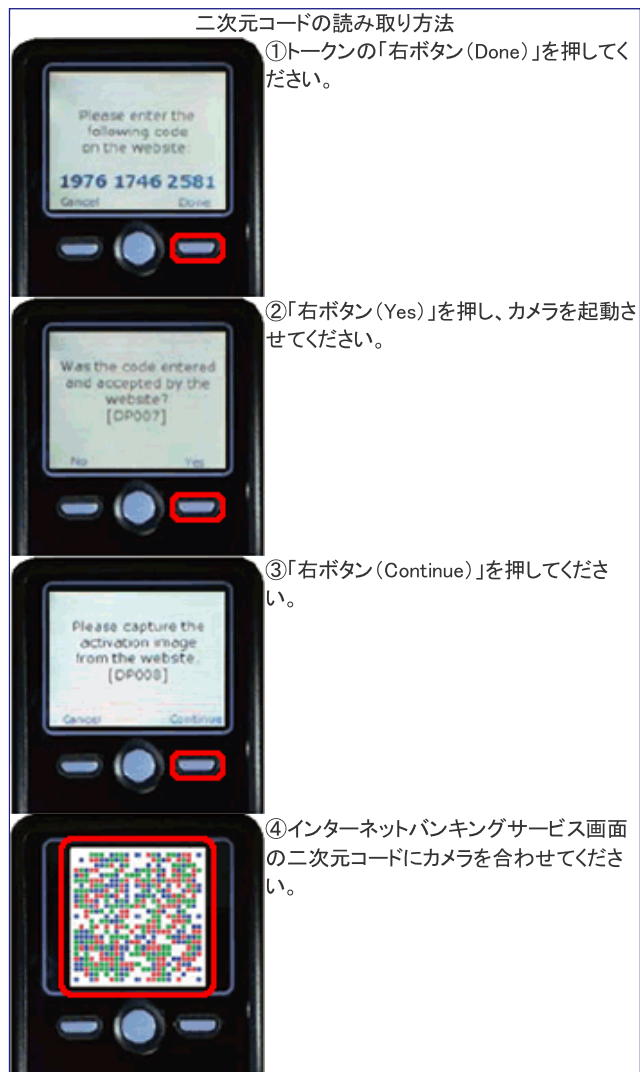 二次元コードの読み取り方法
①トークンの「右ボタン（Done）」を押してく
ださい。
Please enter the
following code
on the website:
1976 1746 2581
Cancel Done
②「右ボタン（Yes）」を押し、カメラを起動さ
せてください。
Was the code entered
and accepted by the
website?
[DP007]
No Yes
③「右ボタン（Continue）」を押してくださ
い。
Please capture the
activation image
from the website.
[DP008]
Cancel Continue
④インターネットバンキングサービス画面
の二次元コードにカメラを合わせてくださ
い。